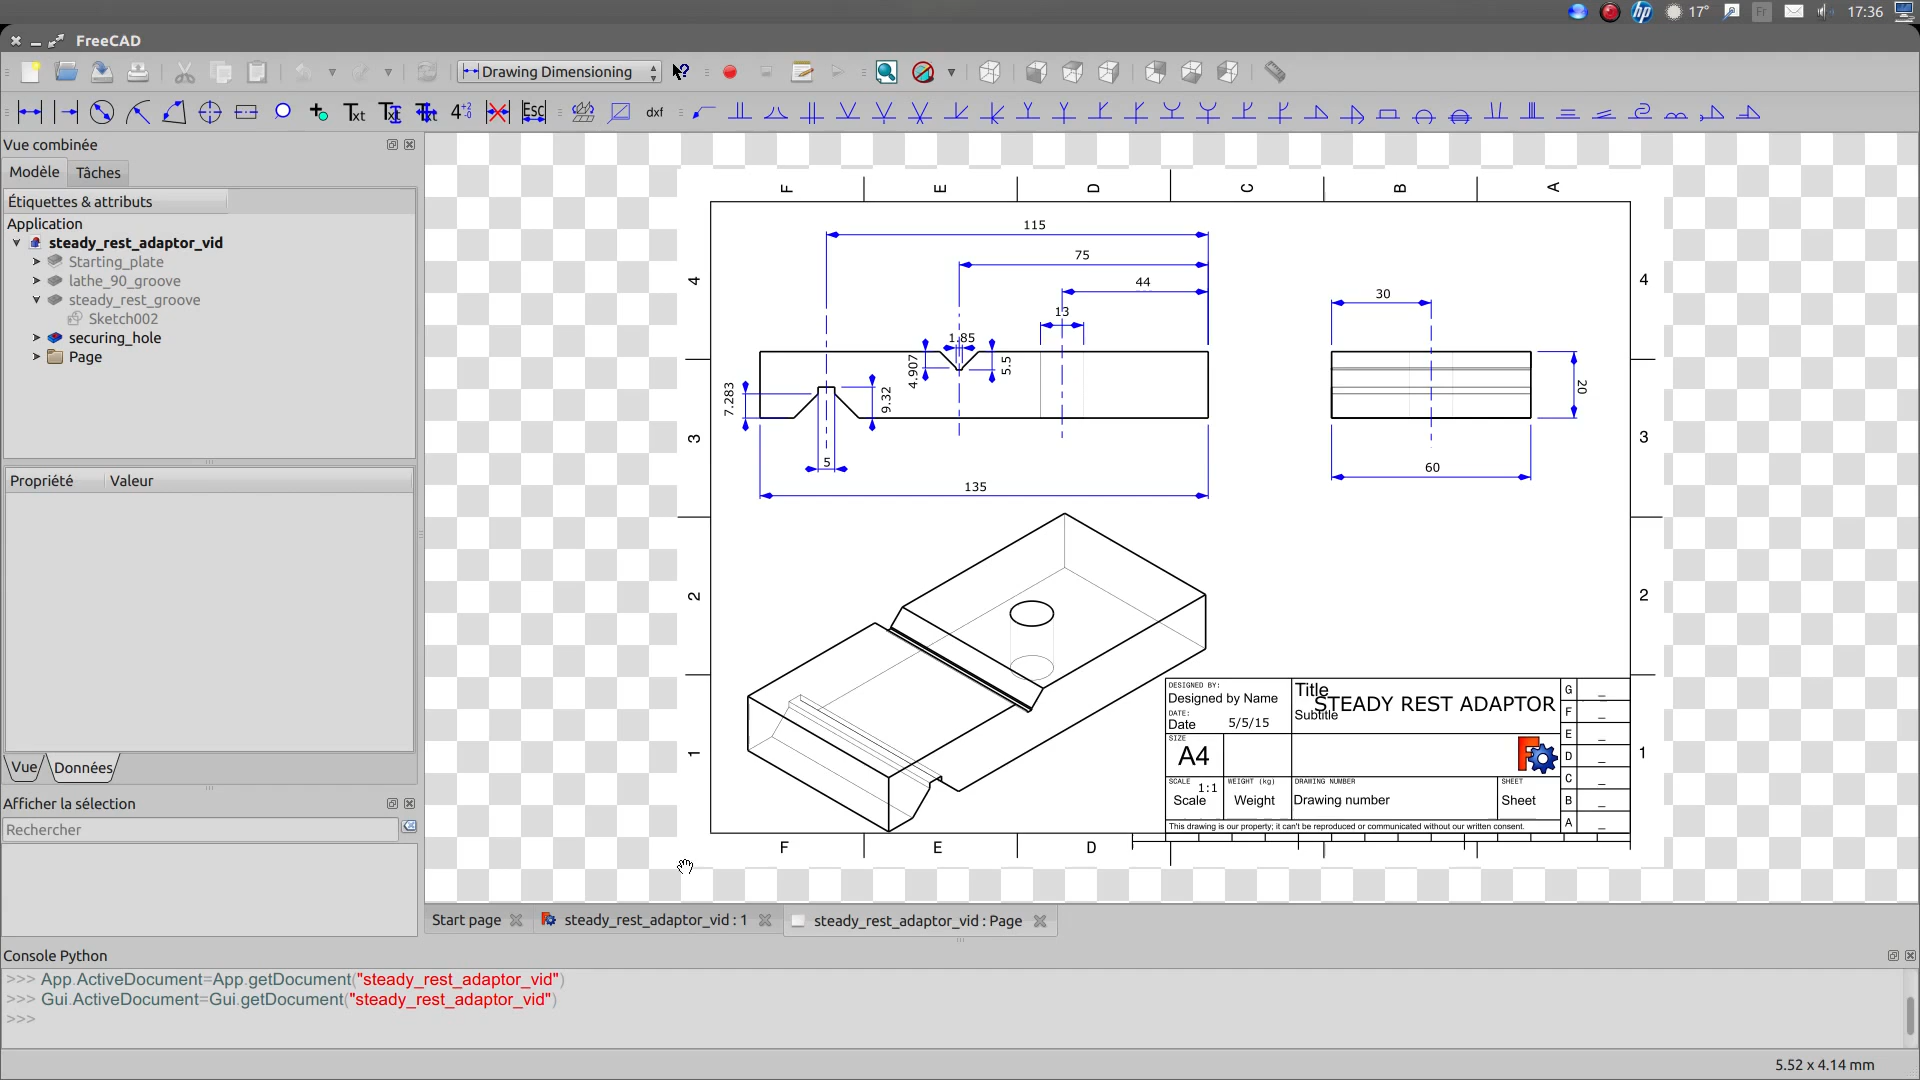 17°
Fr
17:36
FreeCAD
Drawing Dimensioning
Txt
Esc
dxf
Vue combinée
Modèle
Tâches
Étiquettes & attributs
Application
steady_rest_adaptor_vid
Starting_plate
lathe_90_groove
steady_rest_groove
Sketch002
securing_hole
Page
Propriété
Valeur
Vue
Données
Afficher la sélection
Rechercher
F E D C B A
4
3
2
1
4
3
2
1
115
75
44
13
1.85
4.907
5.5
7.283
9.32
5
135
30
20
60
DESIGNED BY:
Designed by Name
DATE:
Date 5/5/15
Title
STEADY REST ADAPTOR
Subtitle
SIZE
A4
SCALE
1:1
Scale
WEIGHT (kg)
Weight
DRAWING NUMBER
Drawing number
SHEET
Sheet
G _
F _
E _
D _
C _
B _
A _
This drawing is our property; it can't be reproduced or communicated without our written consent.
F E D
Start page
steady_rest_adaptor_vid : 1
steady_rest_adaptor_vid : Page
Console Python
>>> App.ActiveDocument=App.getDocument("steady_rest_adaptor_vid")
>>> Gui.ActiveDocument=Gui.getDocument("steady_rest_adaptor_vid")
>>>
5.52 x 4.14 mm